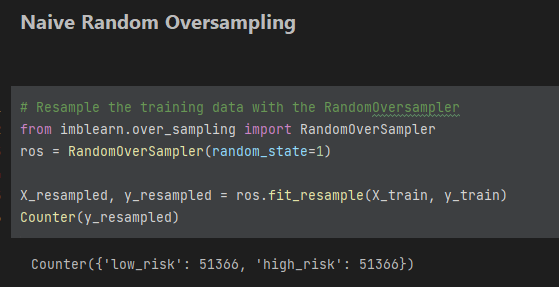 Naive Random Oversampling
# Resample the training data with the RandomOversampler
from imblearn.over_sampling import RandomOverSampler
ros = RandomOverSampler(random_state=1)
X_resampled, y_resampled = ros.fit_resample(X_train, y_train)
Counter(y_resampled)
Counter({'low_risk': 51366, 'high_risk': 51366})